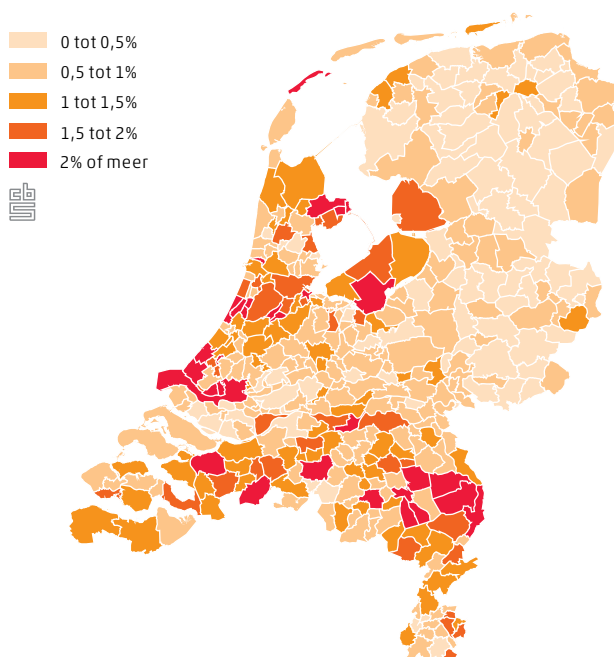 0 tot 0,5%
0,5 tot 1%
1 tot 1,5%
1,5 tot 2%
2% of meer
cbs